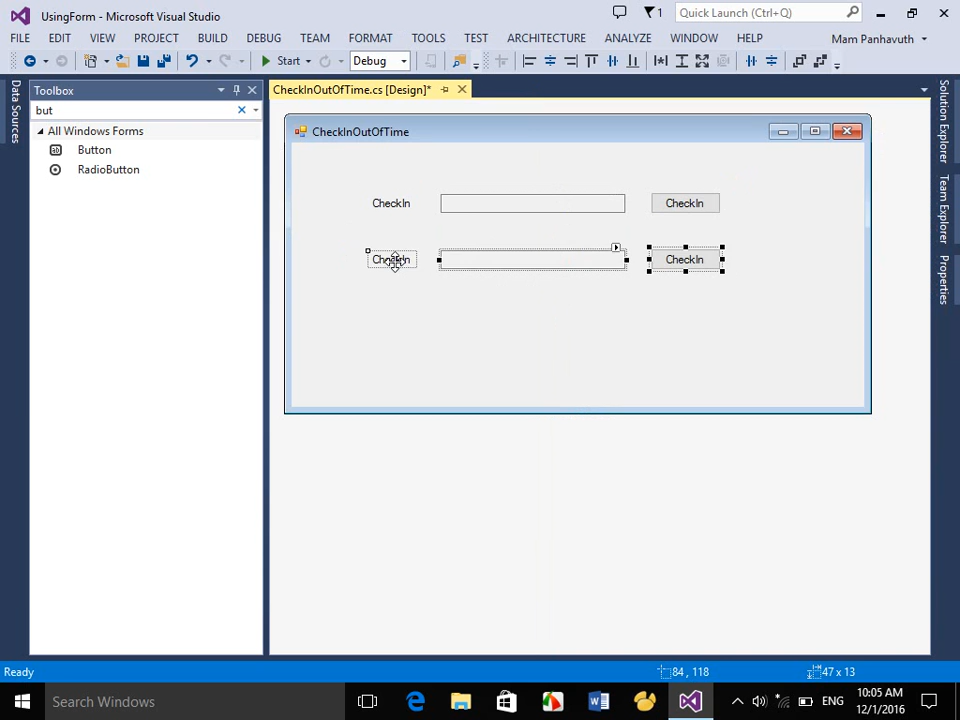 UsingForm - Microsoft Visual Studio
1
Quick Launch (Ctrl+Q)
FILE EDIT VIEW PROJECT BUILD DEBUG TEAM FORMAT TOOLS TEST ARCHITECTURE ANALYZE WINDOW HELP
Mam Panhavuth
Start
Debug
Data Sources
Toolbox
but
All Windows Forms
Button
RadioButton
CheckInOutOfTime.cs [Design]*
CheckInOutOfTime
CheckIn
CheckIn
CheckIn
CheckIn
Solution Explorer
Team Explorer
Properties
Ready
84 , 118
47 x 13
Search Windows
ENG
10:05 AM
12/1/2016